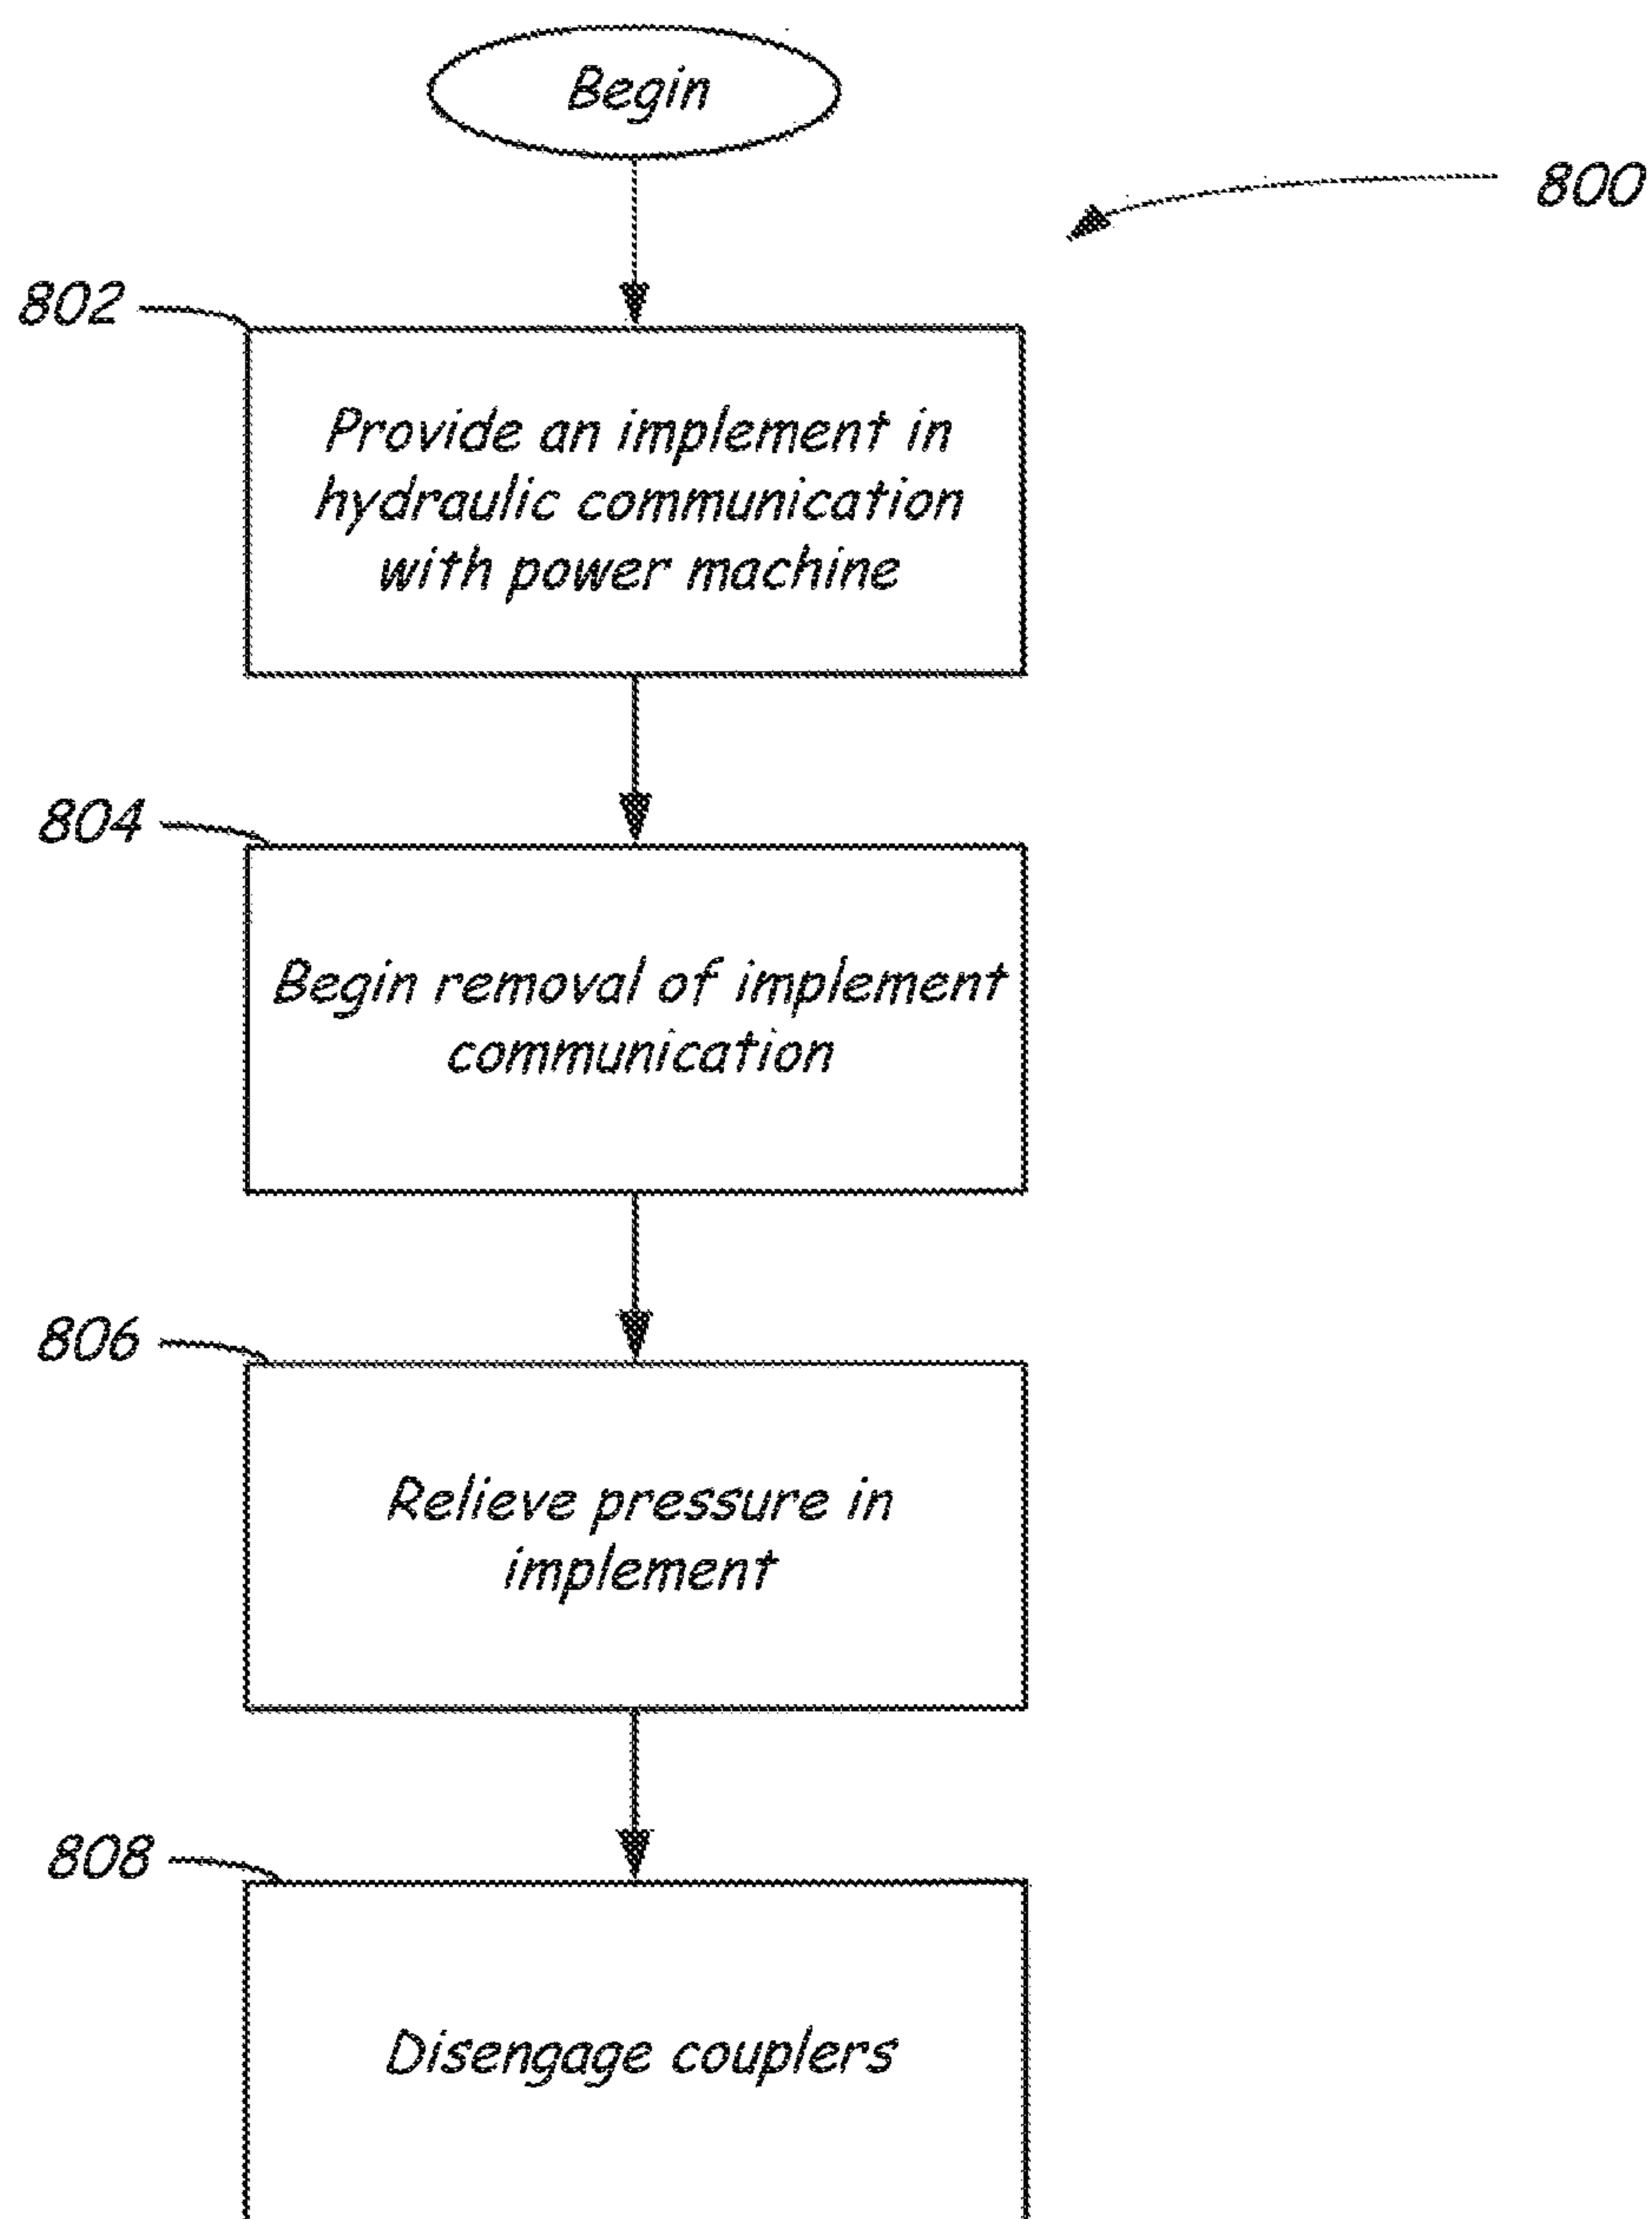 Begin
800
802
Provide an implement in
hydraulic communication
with power machine
804
Begin removal of implement
communication
806
Relieve pressure in
implement
808
Disengage couplers